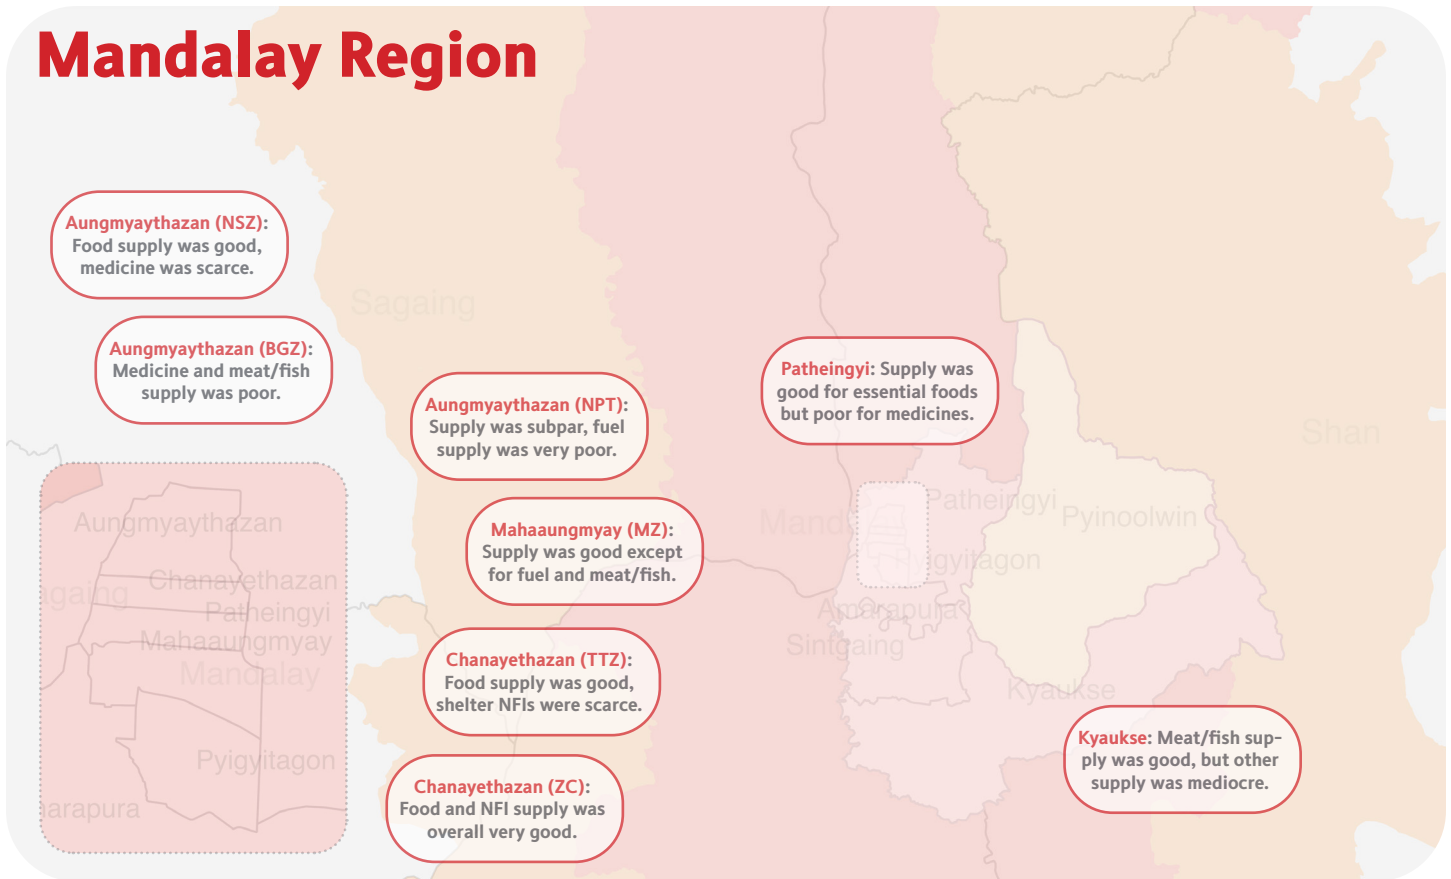 Mandalay Region
Aungmyaythazan (NSZ):
Food supply was good,
medicine was scarce.
Aungmyaythazan (BGZ):
Medicine and meat/fish
supply was poor.
Sagaing
Aungmyaythazan (NPT):
Supply was subpar, fuel
supply was very poor.
Patheingyi: Supply was
good for essential foods
but poor for medicines.
Shan
Mahaaungmyay (MZ):
Supply was good except
for fuel and meat/fish.
Patheingyi
Pyinoolwin
Amarapura
Sintgaing
Kyaukse
Aungmyaythazan
Chanayethazan
Patheingyi
Mahaaungmyay
Mandalay
Pyigyitagon
Chanayethazan (TTZ):
Food supply was good,
shelter NFIs were scarce.
Chanayethazan (ZC):
Food and NFI supply was
overall very good.
Kyaukse: Meat/fish sup-
ply was good, but other
supply was mediocre.